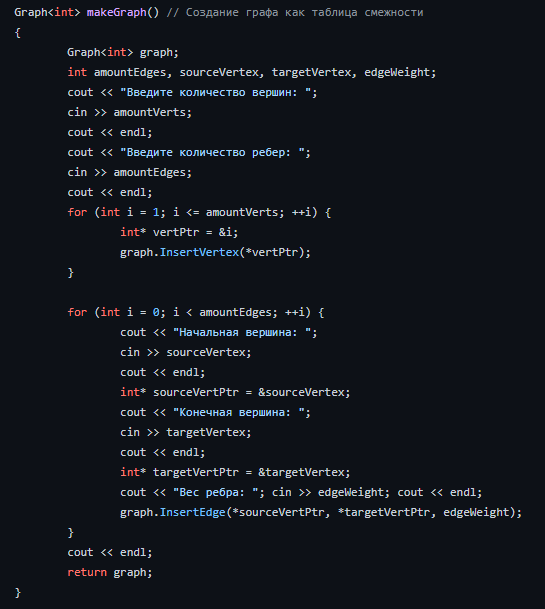 Graph<int> makeGraph() // Создание графа как таблица смежности
{
Graph<int> graph;
int amountEdges, sourceVertex, targetVertex, edgeWeight;
cout << "Введите количество вершин: ";
cin >> amountVerts;
cout << endl;
cout << "Введите количество ребер: ";
cin >> amountEdges;
cout << endl;
for (int i = 1; i <= amountVerts; ++i) {
int* vertPtr = &i;
graph.InsertVertex(*vertPtr);
}
for (int i = 0; i < amountEdges; ++i) {
cout << "Начальная вершина: ";
cin >> sourceVertex;
cout << endl;
int* sourceVertPtr = &sourceVertex;
cout << "Конечная вершина: ";
cin >> targetVertex;
cout << endl;
int* targetVertPtr = &targetVertex;
cout << "Вес ребра: "; cin >> edgeWeight; cout << endl;
graph.InsertEdge(*sourceVertPtr, *targetVertPtr, edgeWeight);
}
cout << endl;
return graph;
}